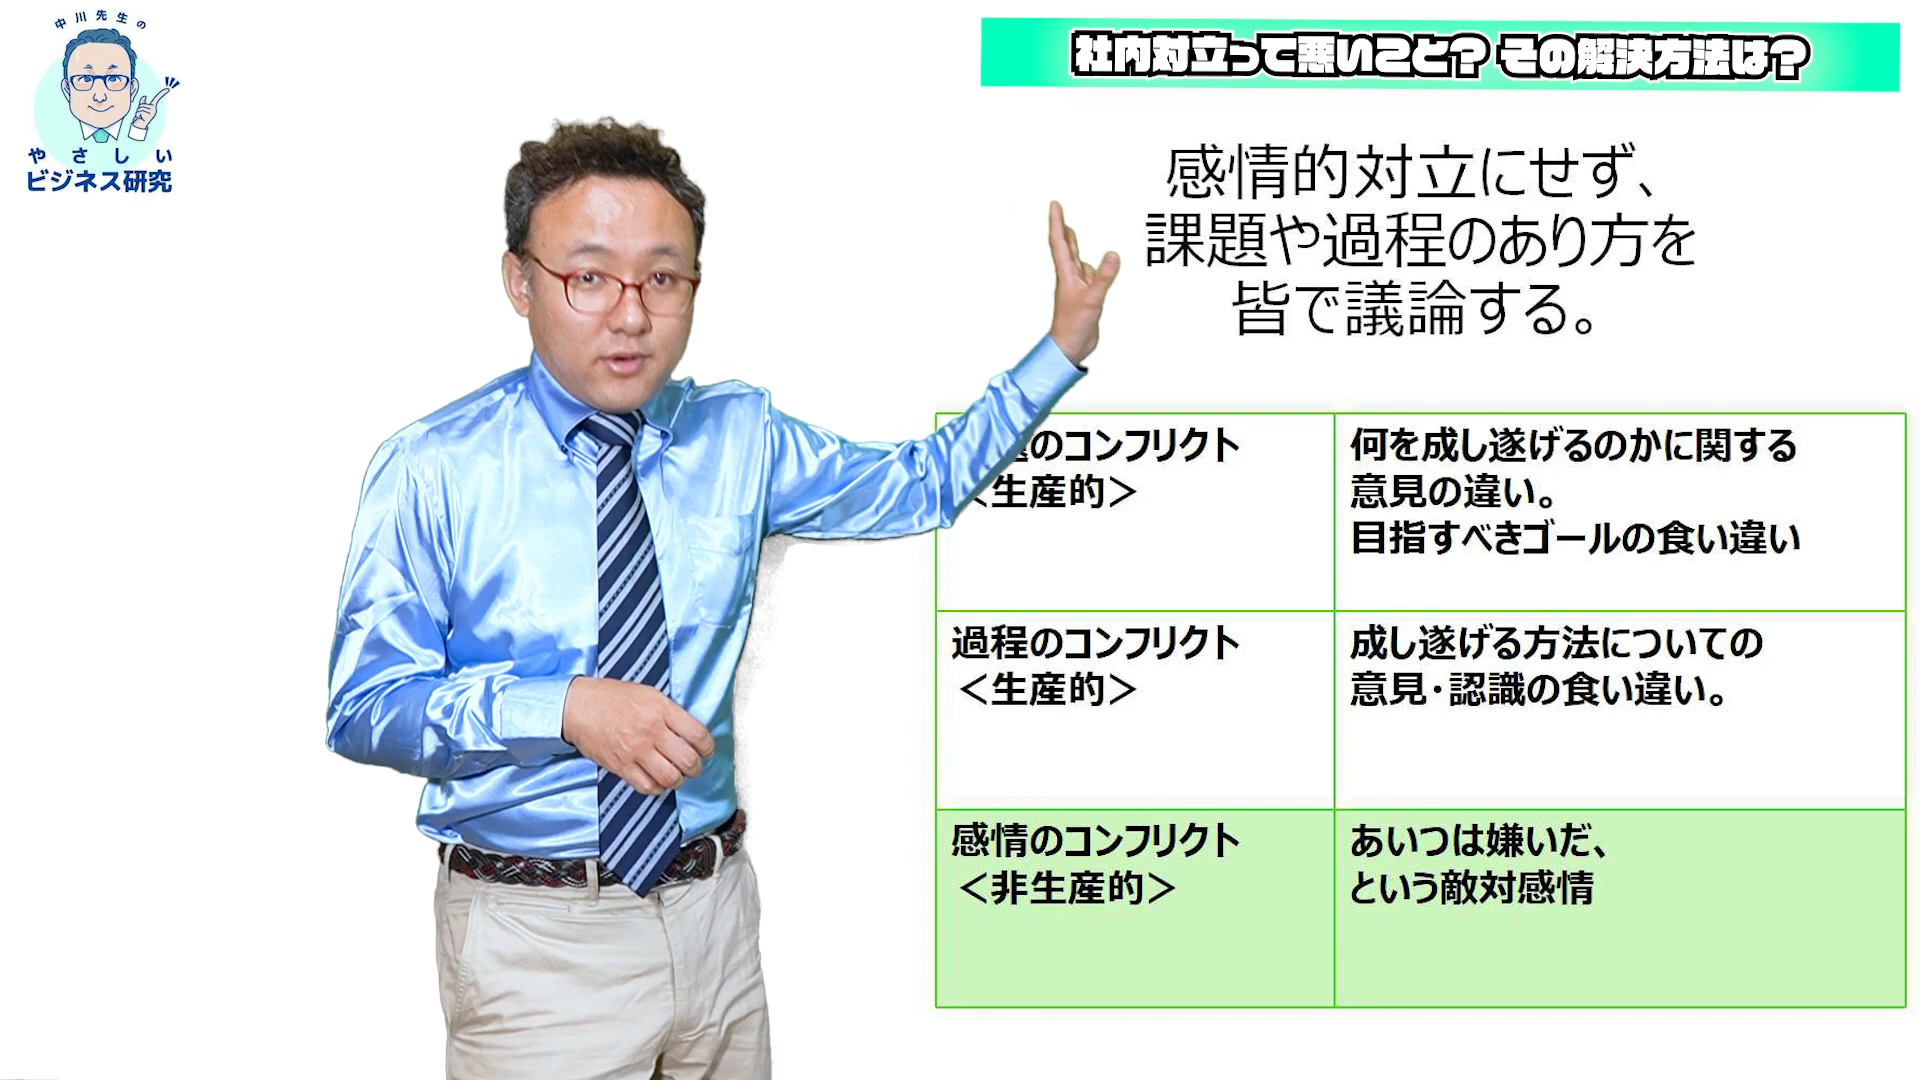 中川先生の
やさしい
ビジネス研究
社内対立って悪いこと？その解決方法は？
感情的対立にせず、
課題や過程のあり方を
皆で議論する。
のコンフリクト
＜生産的＞
何を成し遂げるのかに関する
意見の違い。
目指すべきゴールの食い違い
過程のコンフリクト
＜生産的＞
成し遂げる方法についての
意見・認識の食い違い。
感情のコンフリクト
＜非生産的＞
あいつは嫌いだ、
という敵対感情